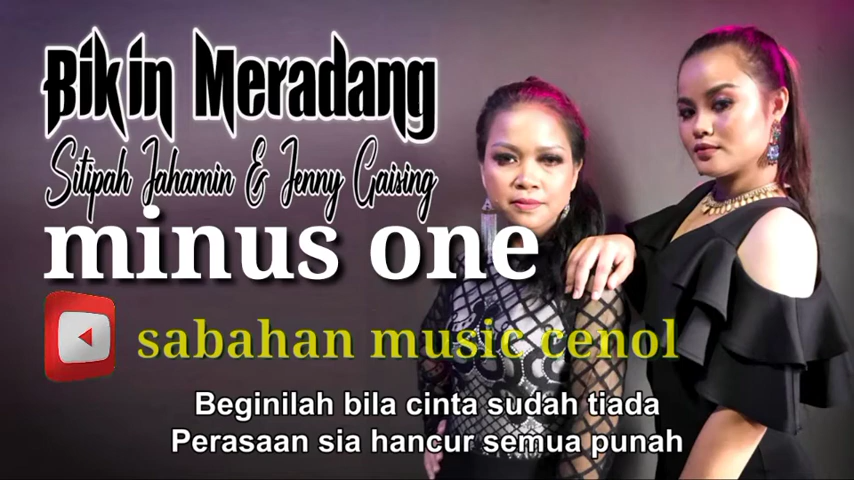 Bikin Meradang
Sitipah Jahamin & Jenny Gaising
minus one
sabahan music cenol
Beginilah bila cinta sudah tiada
Perasaan sia hancur semua punah